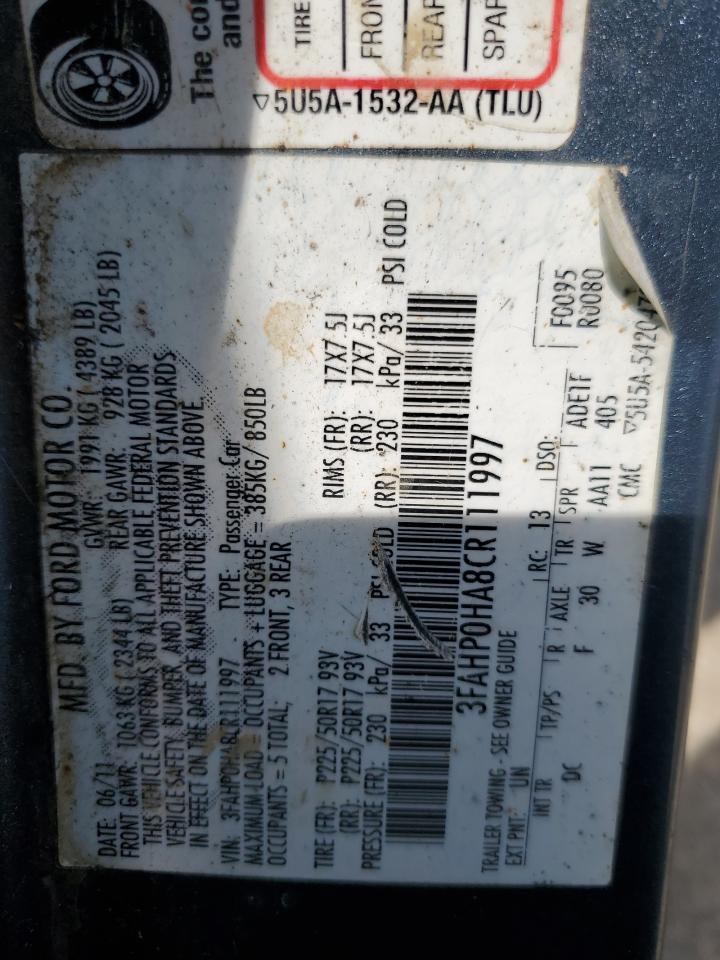 The co
and
TIRE
FRON
REAR
SPAR
▽5U5A-1532-AA (TLU)
MFD. BY FORD MOTOR CO.
DATE: 06/11 GAWR: 1991 KG ( 4389 LB)
FRONT GAWR: 1063 KG ( 2344 LB) REAR GAWR: 928 KG ( 2045 LB)
THIS VEHICLE CONFORMS TO ALL APPLICABLE FEDERAL MOTOR
VEHICLE SAFETY, BUMPER, AND THEFT PREVENTION STANDARDS
IN EFFECT ON THE DATE OF MANUFACTURE SHOWN ABOVE.
VIN: 3FAHP0HA8CR111997 TYPE: Passenger Car
MAXIMUM LOAD = OCCUPANTS + LUGGAGE = 385KG/ 850LB
OCCUPANTS = 5 TOTAL; 2 FRONT, 3 REAR
TIRE (FR): P225/50R17 93V RIMS (FR): 17X7.5J
(RR): P225/50R17 93V (RR): 17X7.5J
PRESSURE (FR): 230 kPa/ 33 PSI COLD (RR): 230 kPa/ 33 PSI COLD
3FAHP0HA8CR111997
TRAILER TOWING - SEE OWNER GUIDE
EXT PNT: UN RC: 13 DSO: F0095
INT TR TP/PS R AXLE TR SPR ADE1F R0080
DC F 30 W AA11 405
CMC ▽5U5A-54204